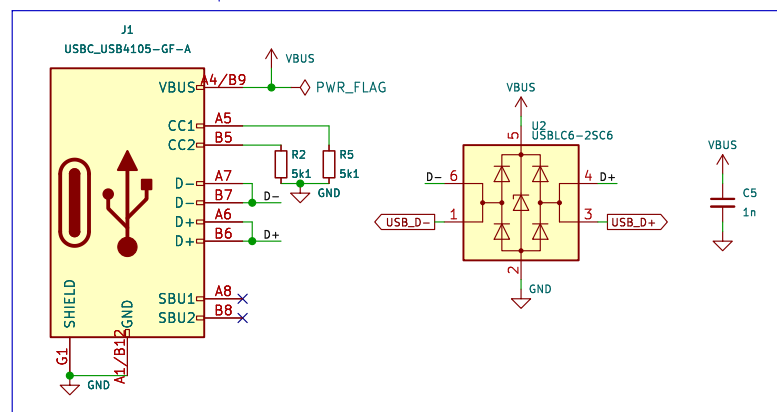 J1
USBC_USB4105-GF-A
VBUS
A4/B9
VBUS
PWR_FLAG
CC1
A5
CC2
B5
R2
5k1
R5
5k1
GND
D-
A7
D-
B7
D-
D+
A6
D+
B6
D+
SBU1
A8
SBU2
B8
SHIELD
GND
G1
A1/B12
GND
VBUS
U2
USBLC6-2SC6
5
D-
6
4
D+
USB_D-
1
3
USB_D+
2
GND
VBUS
C5
1n